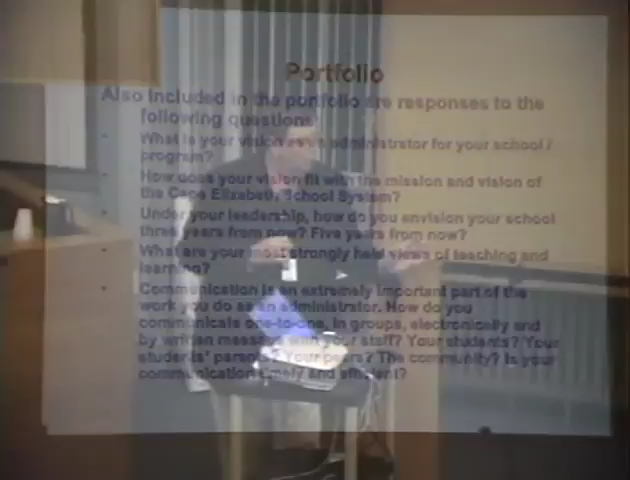 Portfolio
Also included in the portfolio are responses to the
following questions:
What is your vision as an administrator for your school /
program?
How does your vision fit with the mission and vision of
the Cape Elizabeth School System?
Under your leadership, how do you envision your school
three years from now? Five years from now?
What are your most strongly held views of teaching and
learning?
Communication is an extremely important part of the
work you do as an administrator. How do you
communicate one-to-one, in groups, electronically and
by written message with your staff? Your students? Your
students' parents? Your peers? The community? Is your
communication timely and efficient?